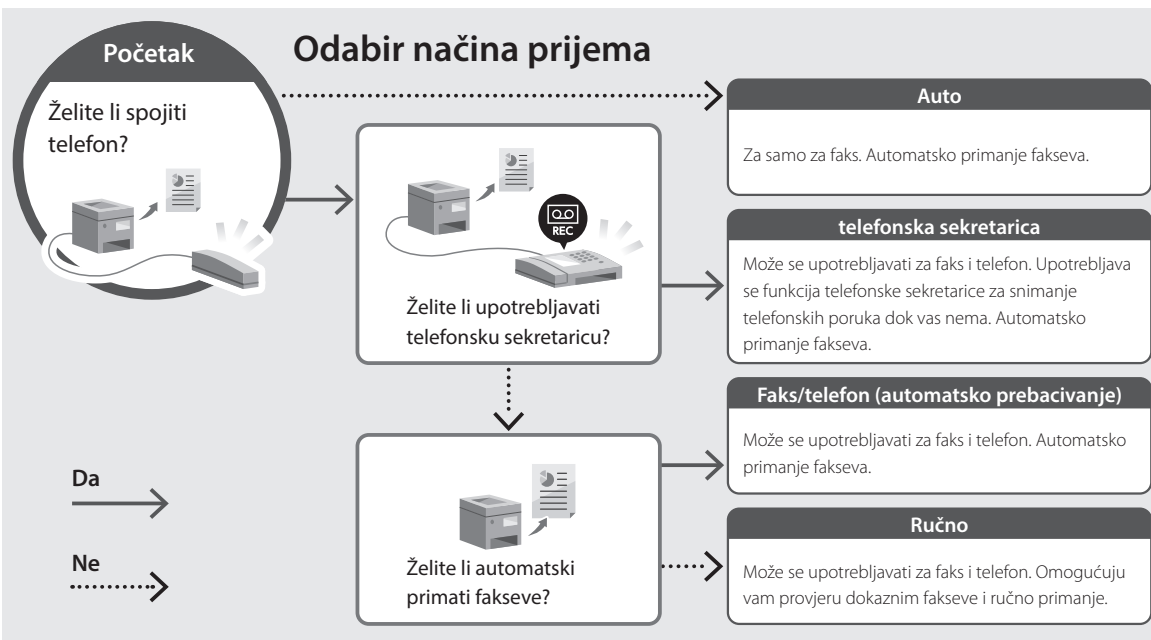 Početak
Odabir načina prijema
Želite li spojiti
telefon?
Auto
Za samo za faks. Automatsko primanje fakseva.
REC
Želite li upotrebljavati
telefonsku sekretaricu?
telefonska sekretarica
Može se upotrebljavati za faks i telefon. Upotrebljava
se funkcija telefonske sekretarice za snimanje
telefonskih poruka dok vas nema. Automatsko
primanje fakseva.
Faks/telefon (automatsko prebacivanje)
Može se upotrebljavati za faks i telefon. Automatsko
primanje fakseva.
Da
Ne
Želite li automatski
primati fakseve?
Ručno
Može se upotrebljavati za faks i telefon. Omogućuju
vam provjeru dokaznim fakseve i ručno primanje.